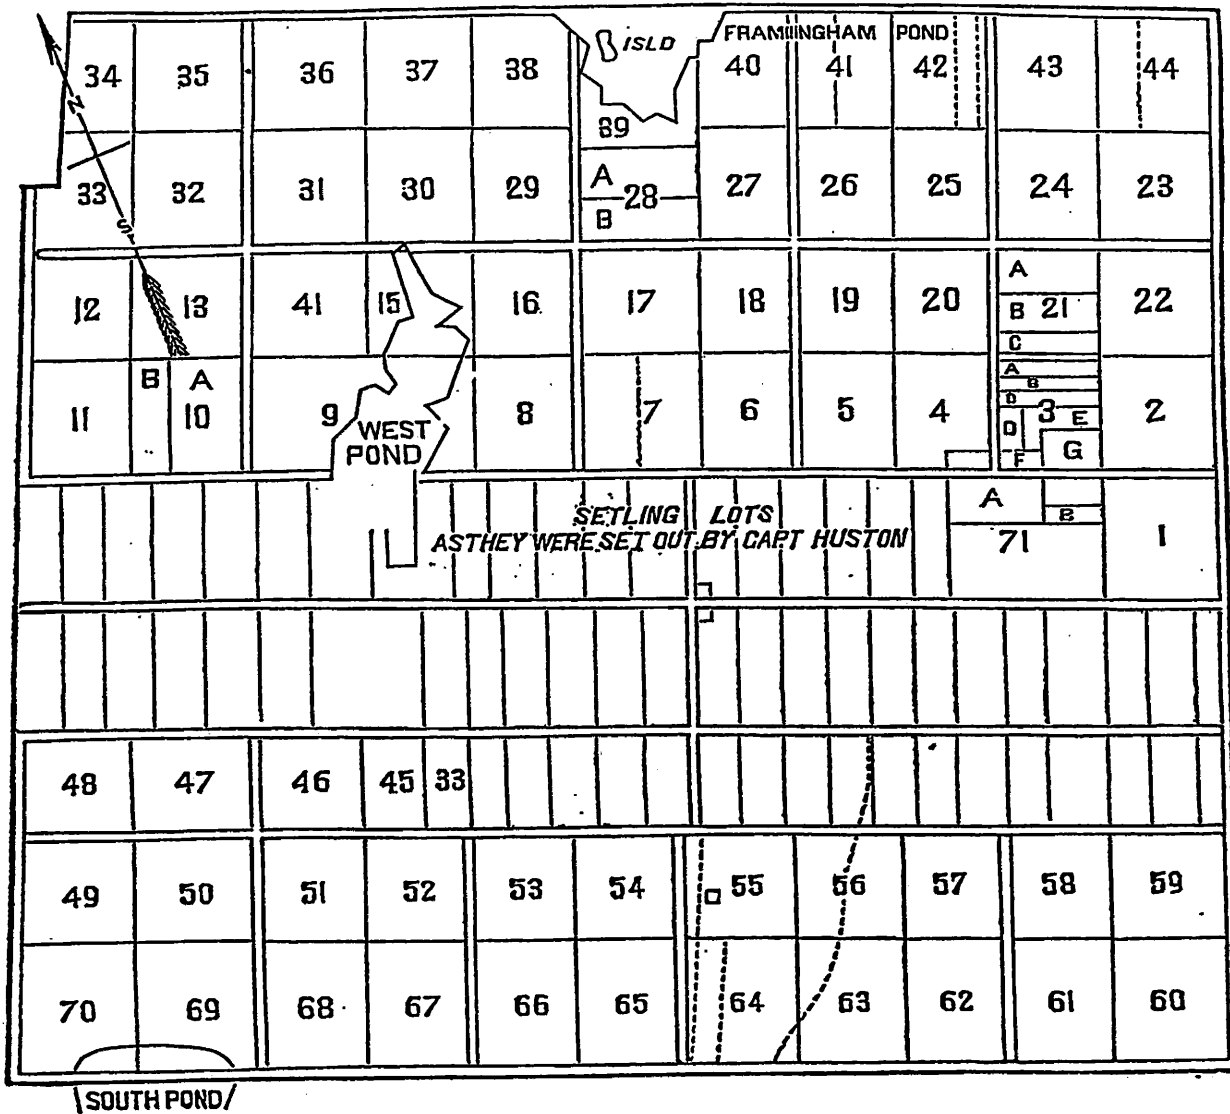 ISLD
FRAMINGHAM POND
34 35 36 37 38 40 41 42 43 44
N
39
33 32 31 30 29 A 28 27 26 25 24 23
B
S
12 13 41 15 16 17 18 19 20 A 22
B 21
C
11 B A 10 9 8 7 6 5 4 A 2
B
D 3 E
D G
F
WEST
POND
SETLING LOTS
ASTHEY WERE SET OUT BY CAPT HUSTON
A
B
71 1
48 47 46 45 33
49 50 51 52 53 54 55 56 57 58 59
70 69 68 67 66 65 64 63 62 61 60
SOUTH POND